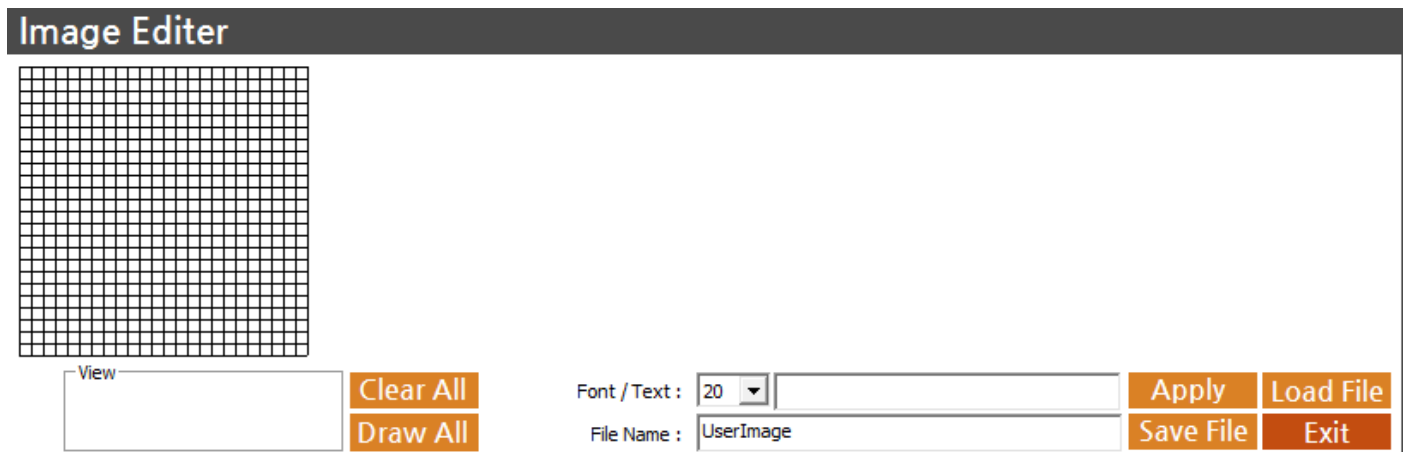 Image Editer
View
Clear All
Font / Text : 20
Apply
Load File
Draw All
File Name : UserImage
Save File
Exit